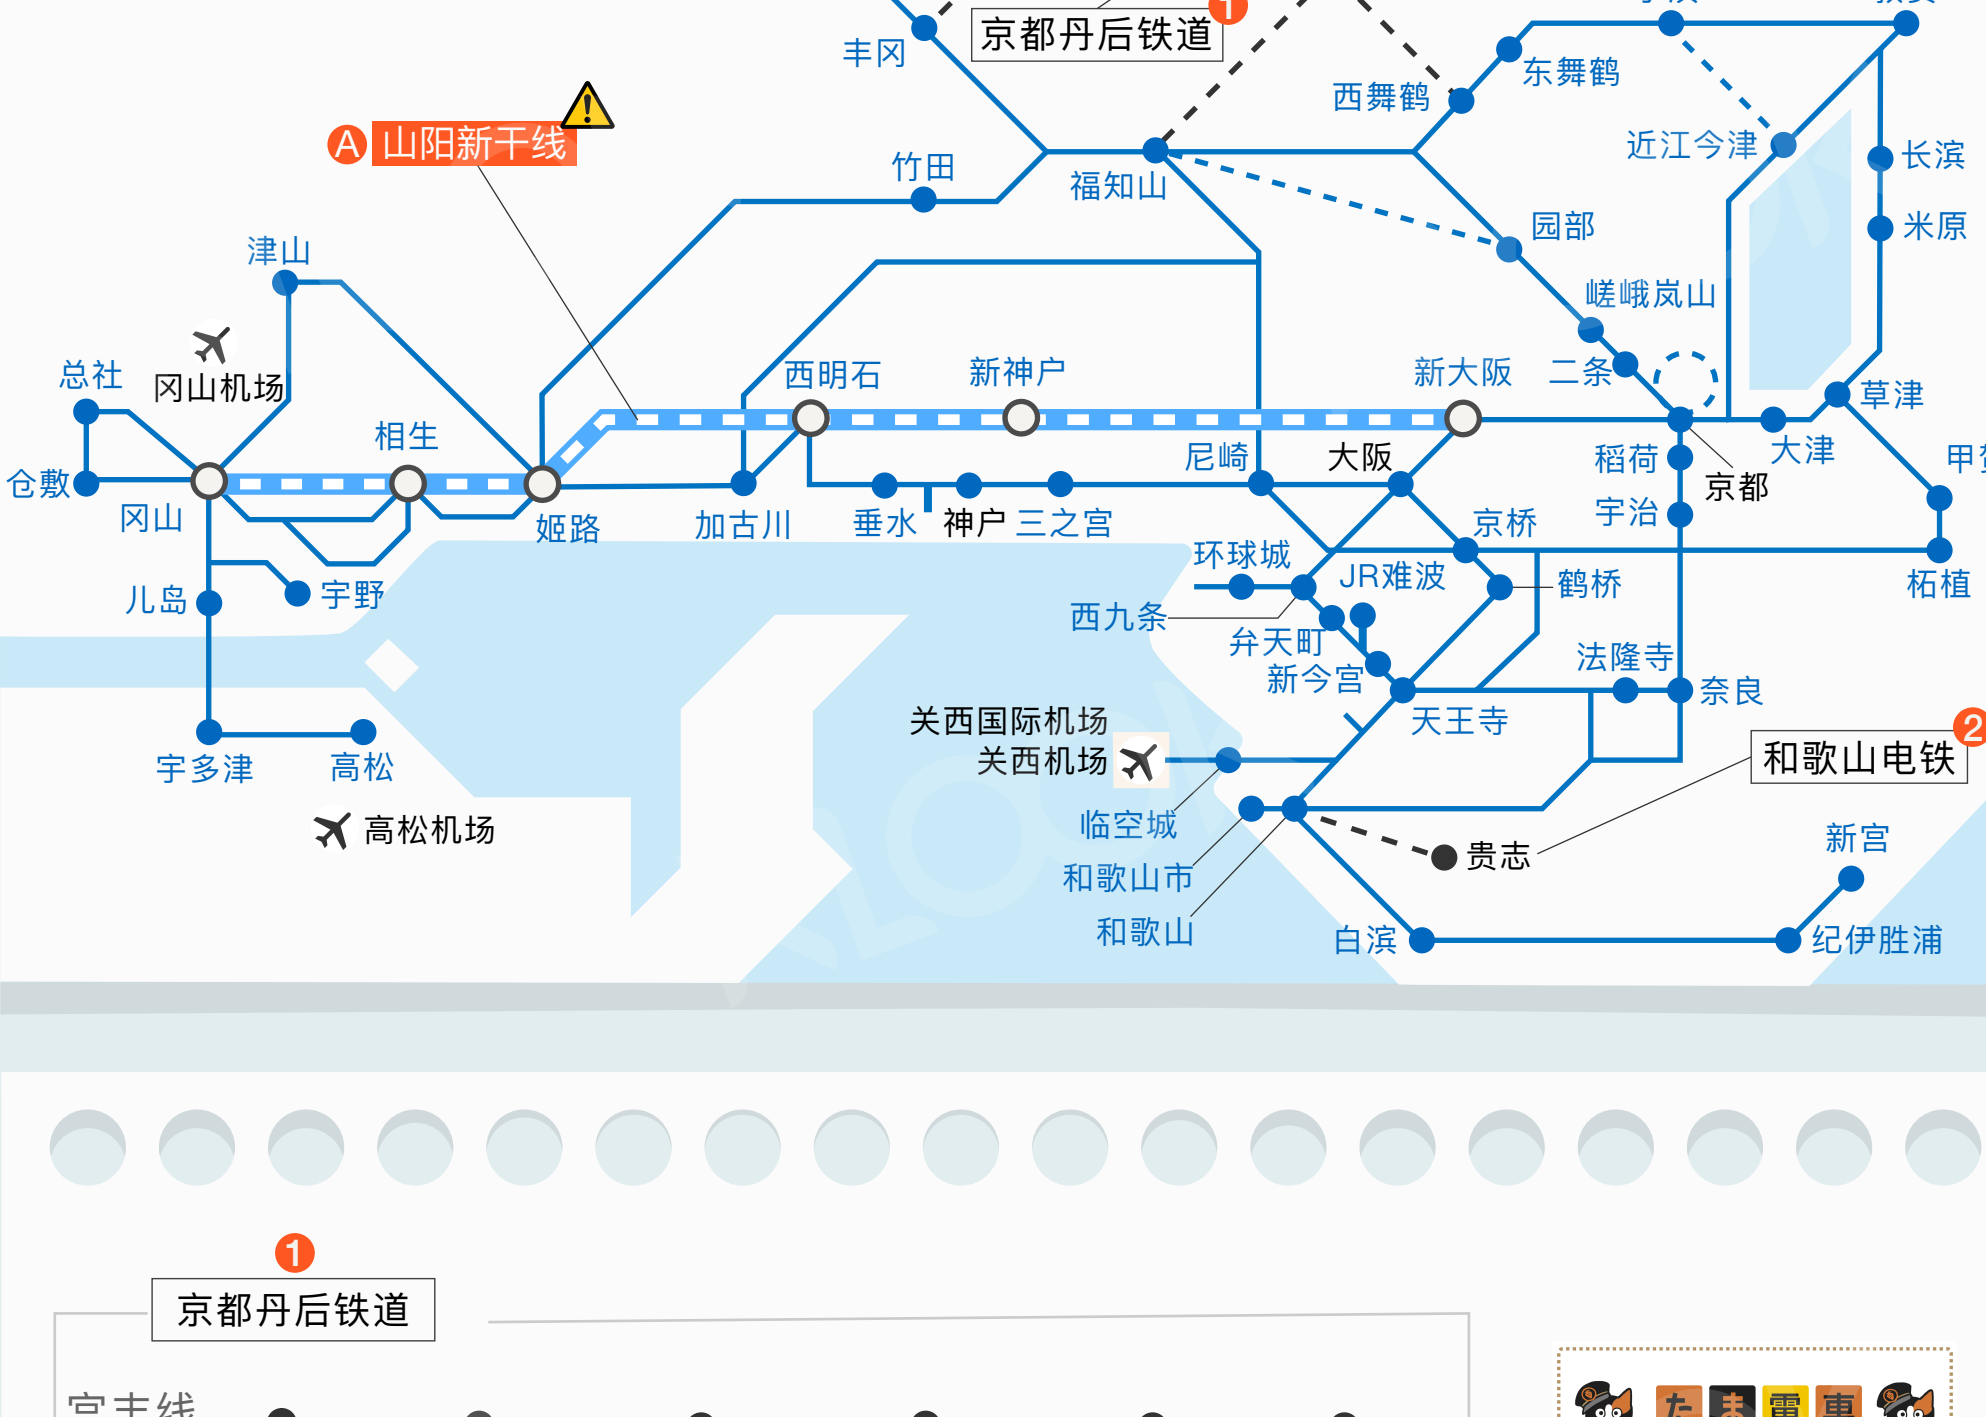 丰冈
京都丹后铁道
1
东舞鹤
西舞鹤
A 山阳新干线
近江今津
长滨
竹田
福知山
米原
园部
津山
嵯峨岚山
总社
冈山机场
西明石
新神户
新大阪
二条
草津
相生
尼崎
大阪
稻荷
大津
仓敷
京都
冈山
姬路
加古川
垂水
神户
三之宫
京桥
宇治
环球城
JR难波
鹤桥
柘植
儿岛
宇野
西九条
弁天町
新今宫
法隆寺
奈良
天王寺
关西国际机场
关西机场
宇多津
高松
2
和歌山电铁
高松机场
临空城
贵志
新宫
和歌山市
和歌山
白滨
纪伊胜浦
1
京都丹后铁道
宫丰线
たま電車